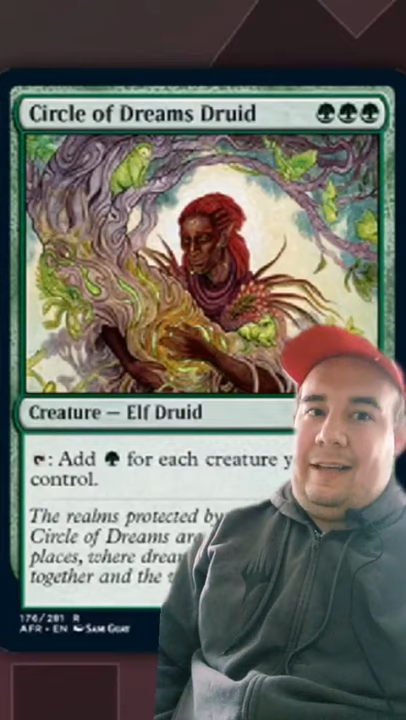 Circle of Dreams Druid
Creature — Elf Druid
: Add for each creature y
control.
The realms protected by
Circle of Dreams are
places, where drea
together and the
176/281 R
AFR • EN Sam Guay